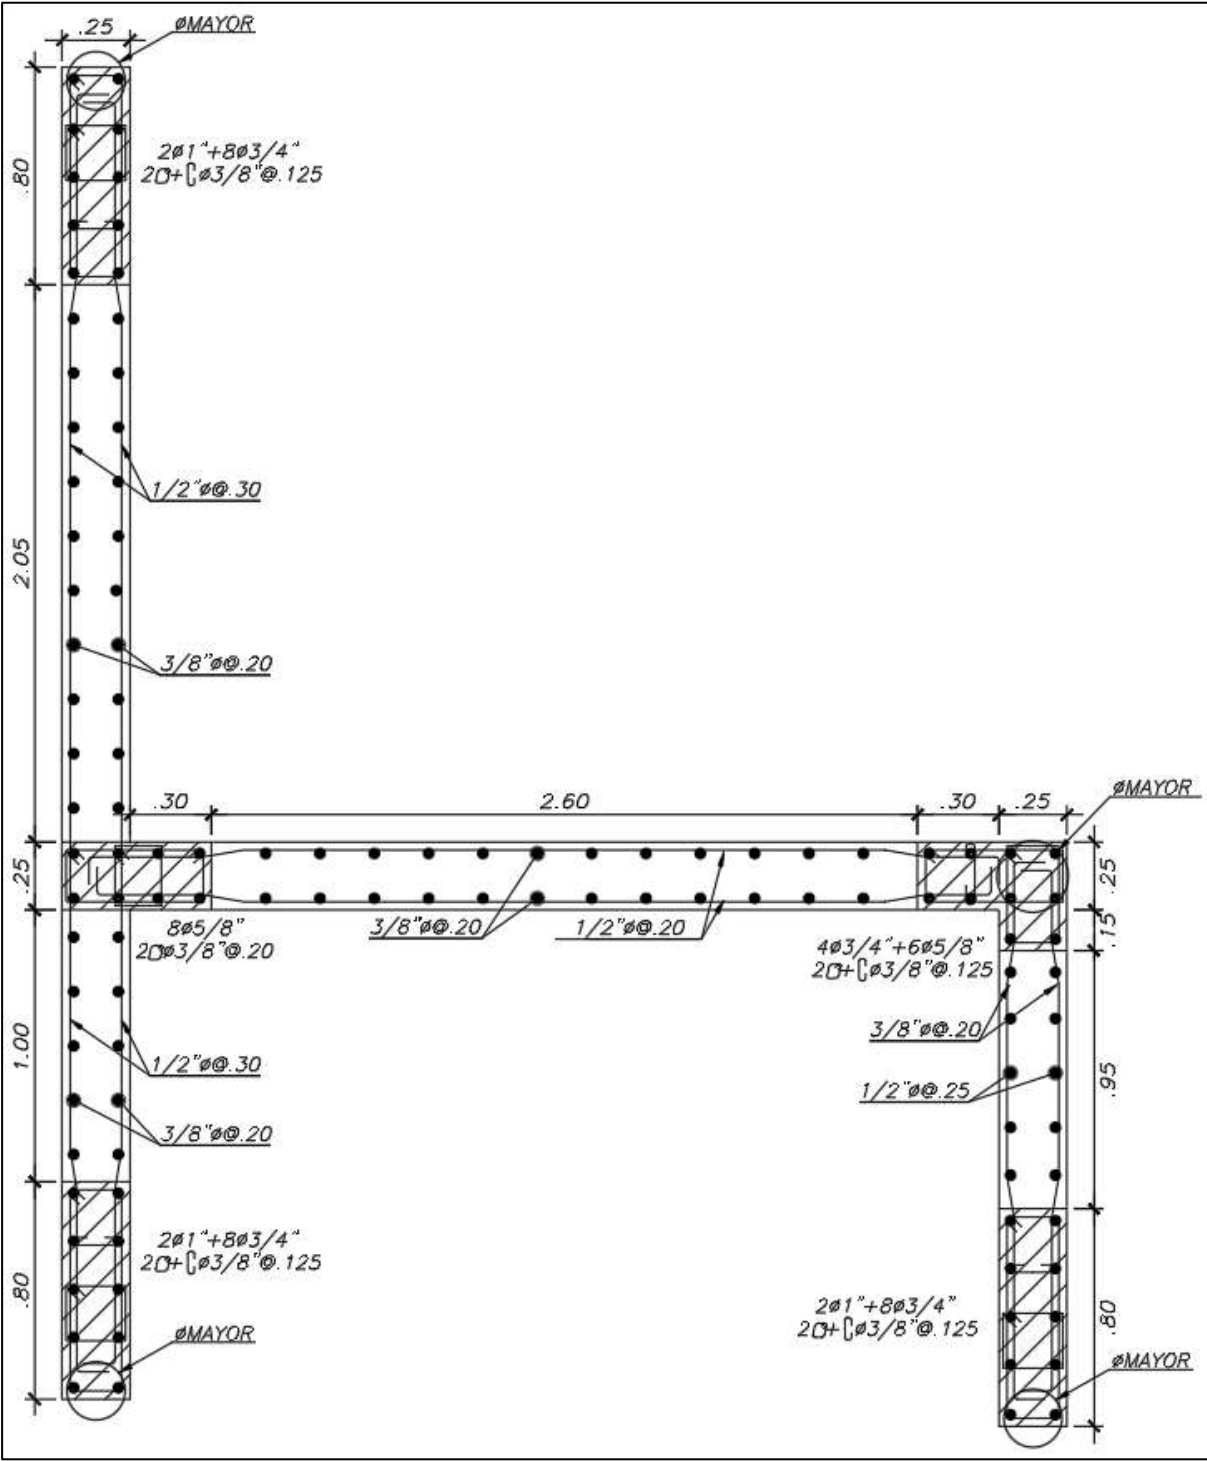 .25
øMAYOR
.80
2ø1"+8ø3/4"
2▢+[ø3/8"@.125
1/2"ø@.30
2.05
3/8"ø@.20
.30
2.60
.30
.25
øMAYOR
.25
.25
8ø5/8"
2▢ø3/8"@.20
3/8"ø@.20
1/2"ø@.20
4ø3/4"+6ø5/8"
2▢+[ø3/8"@.125
.15
3/8"ø@.20
1.00
1/2"ø@.30
1/2"ø@.25
.95
3/8"ø@.20
2ø1"+8ø3/4"
2▢+[ø3/8"@.125
.80
øMAYOR
2ø1"+8ø3/4"
2▢+[ø3/8"@.125
.80
øMAYOR